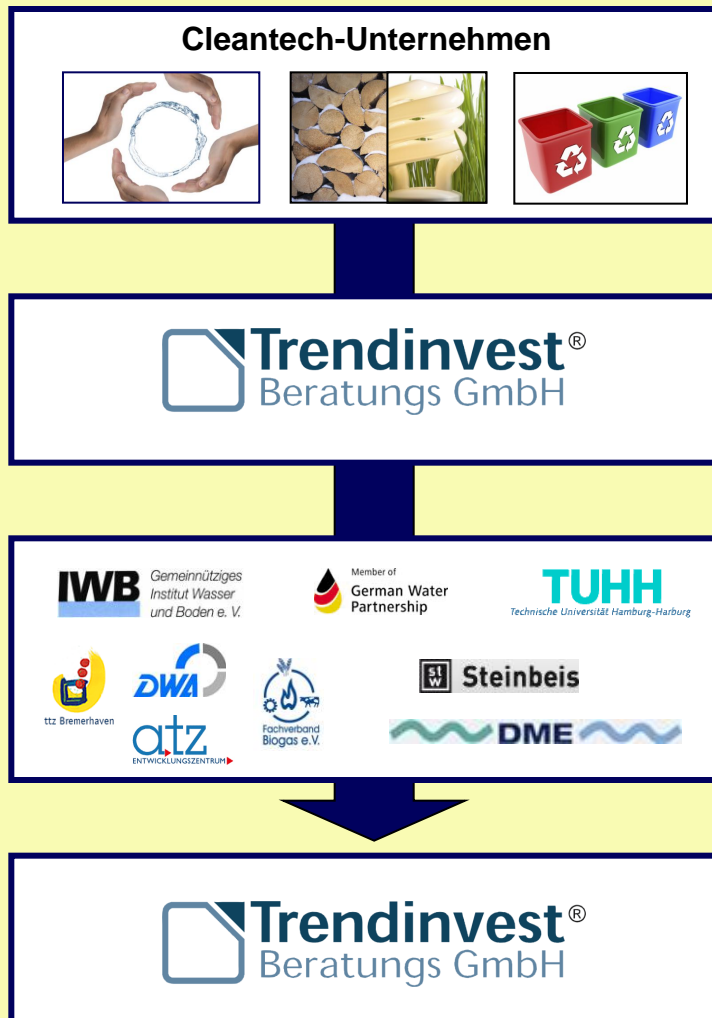 Cleantech-Unternehmen
Trendinvest®
Beratungs GmbH
IWB
Gemeinnütziges
Institut Wasser
und Boden e. V.
Member of
German Water
Partnership
TUHH
Technische Universität Hamburg-Harburg
ttz Bremerhaven
DWA
atz
ENTWICKLUNGSZENTRUM
Fachverband
Biogas e.V.
STW Steinbeis
DME
Trendinvest®
Beratungs GmbH